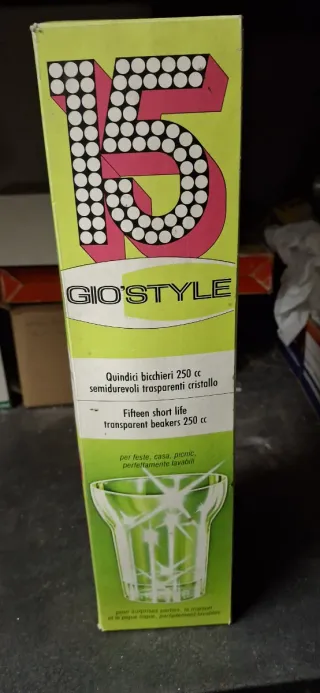 15
GIO'STYLE
Quindici bicchieri 250 cc
semidurevoli trasparenti cristallo
Fifteen short life
transparent beakers 250 cc
per feste, casa, picnic,
perfettamente lavabili